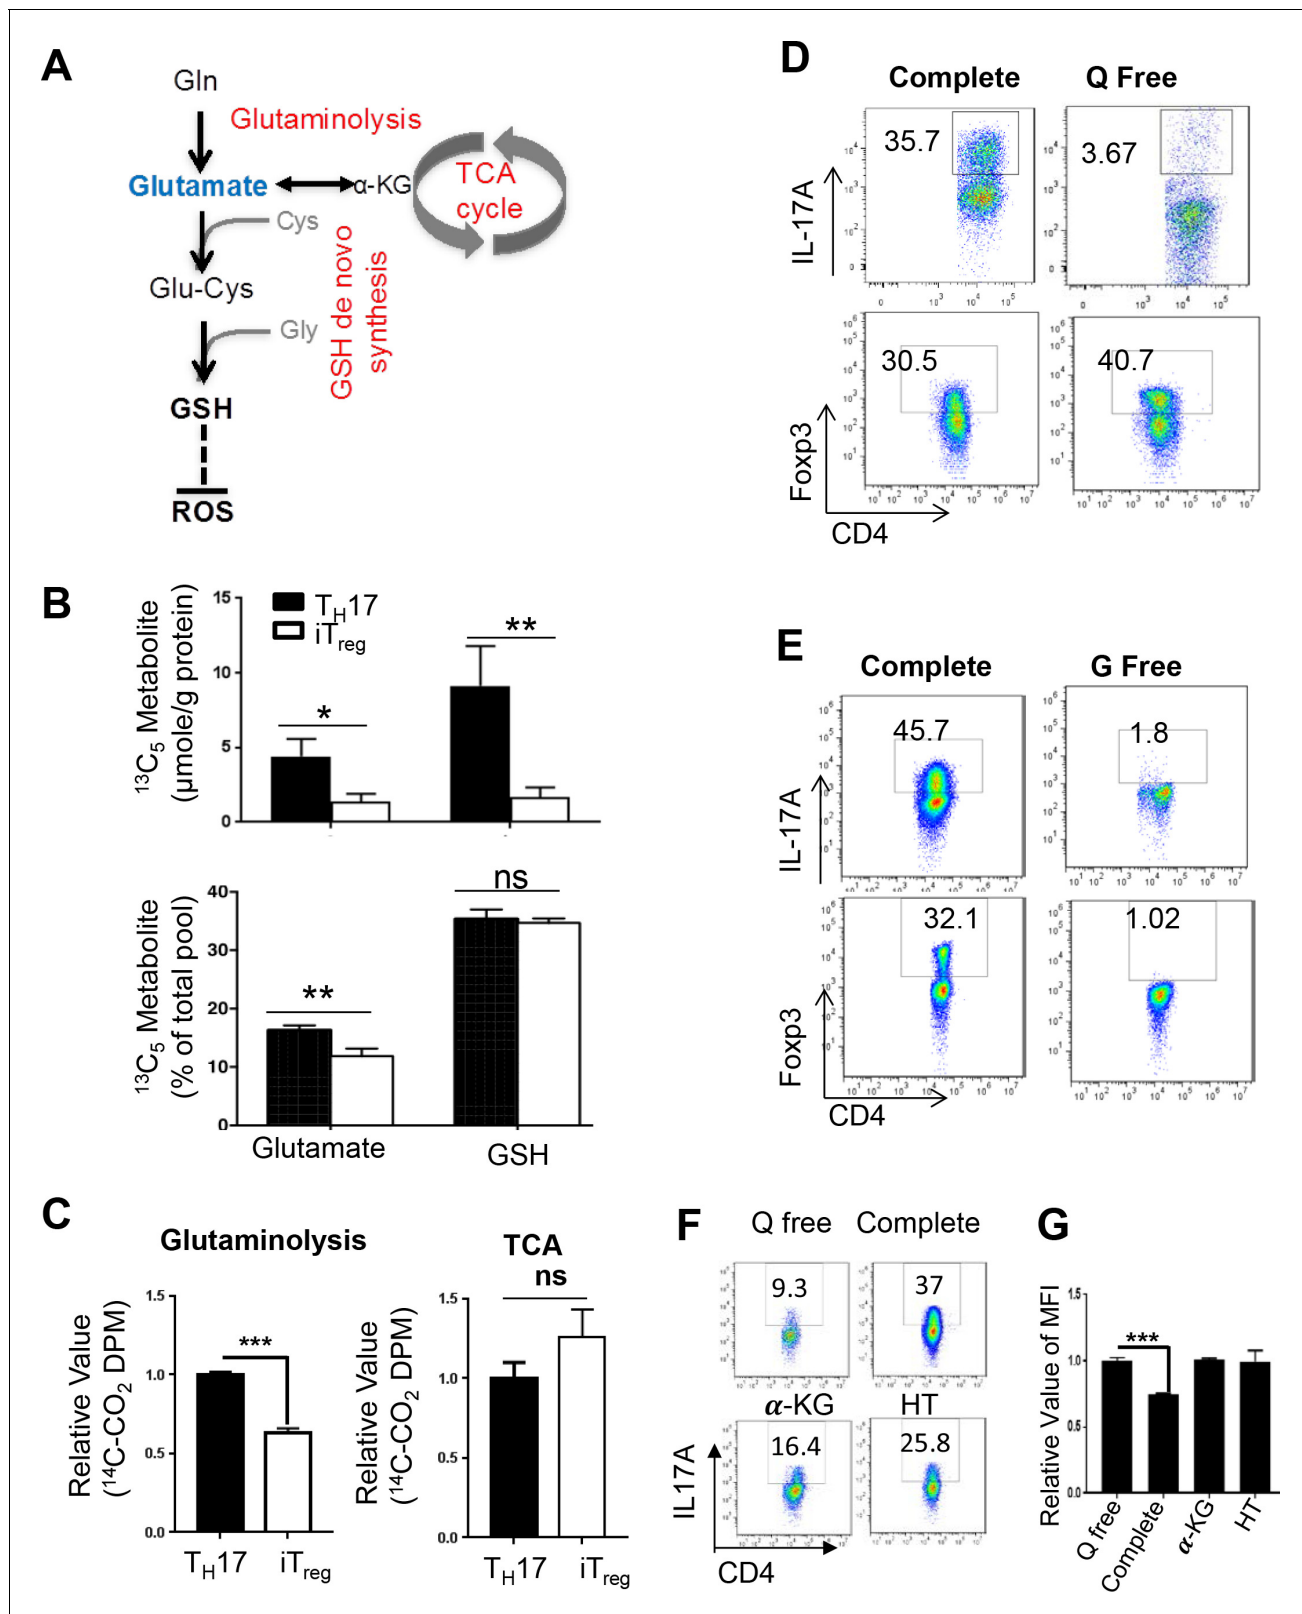 A
Gln
Glutaminolysis
Glutamate
α-KG
TCA
cycle
Cys
Glu-Cys
Gly
GSH de novo
synthesis
GSH
ROS
B
13C5 Metabolite
(µmole/g protein)
15
10
5
0
TH17
iTreg
*
**
13C5 Metabolite
(% of total pool)
40
30
20
10
0
**
ns
Glutamate
GSH
C
Glutaminolysis
Relative Value
(14C-CO2 DPM)
1.5
1.0
0.5
0.0
***
TH17
iTreg
TCA
ns
Relative Value
(14C-CO2 DPM)
1.5
1.0
0.5
0.0
TH17
iTreg
D
Complete
Q Free
35.7
3.67
IL-17A
30.5
40.7
Foxp3
CD4
E
Complete
G Free
45.7
1.8
IL-17A
32.1
1.02
Foxp3
CD4
F
Q free
Complete
9.3
37
α-KG
HT
16.4
25.8
IL17A
CD4
G
Relative Value of MFI
1.5
1.0
0.5
0.0
***
Q free
Complete
α-KG
HT